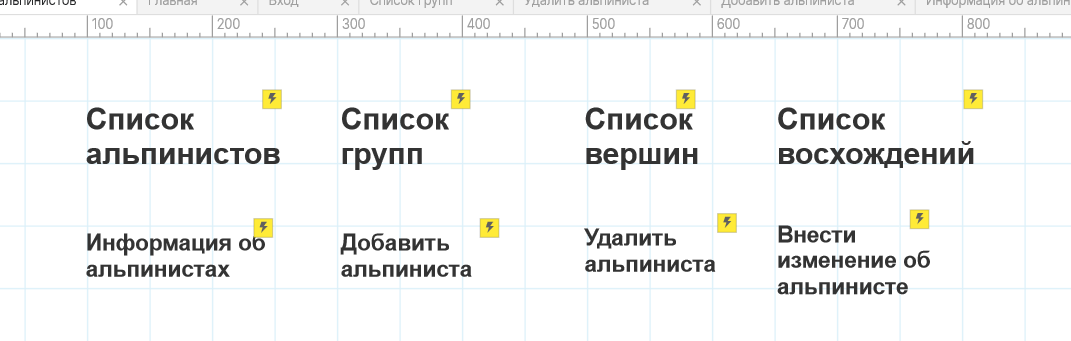 альпинистов × Главная × Вход × Список групп × Удалить альпиниста × Добавить альпиниста × Информация об альпин
100 200 300 400 500 600 700 800
Список Список Список Список
альпинистов групп вершин восхождений
Информация об Добавить Удалить Внести
альпинистах альпиниста альпиниста изменение об
альпинисте